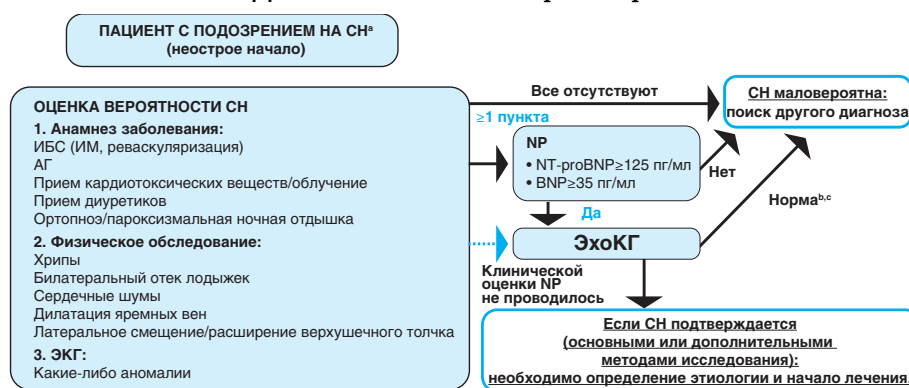 ПАЦИЕНТ С ПОДОЗРЕНИЕМ НА СНᵃ
(неострое начало)
ОЦЕНКА ВЕРОЯТНОСТИ СН
1. Анамнез заболевания:
ИБС (ИМ, реваскуляризация)
АГ
Прием кардиотоксических веществ/облучение
Прием диуретиков
Ортопноэ/пароксизмальная ночная отдышка
2. Физическое обследование:
Хрипы
Билатеральный отек лодыжек
Сердечные шумы
Дилатация яремных вен
Латеральное смещение/расширение верхушечного толчка
3. ЭКГ:
Какие-либо аномалии
Все отсутствуют
≥1 пункта
СН маловероятна:
поиск другого диагноза
NP
• NT-proBNP≥125 пг/мл
• BNP≥35 пг/мл
Нет
Да
Нормаᵇ,ᶜ
ЭхоКГ
Клинической
оценки NP
не проводилось
Если СН подтверждается
(основными или дополнительными
методами исследования):
необходимо определение этиологии и начало лечения